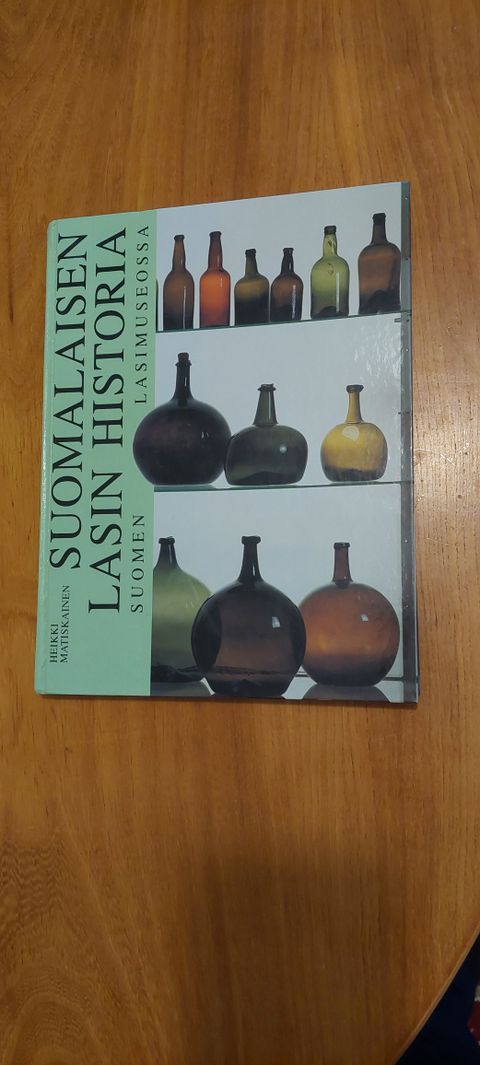 HEIKKI
MATISKAINEN
SUOMALAISEN
LASIN HISTORIA
SUOMEN LASIMUSEOSSA